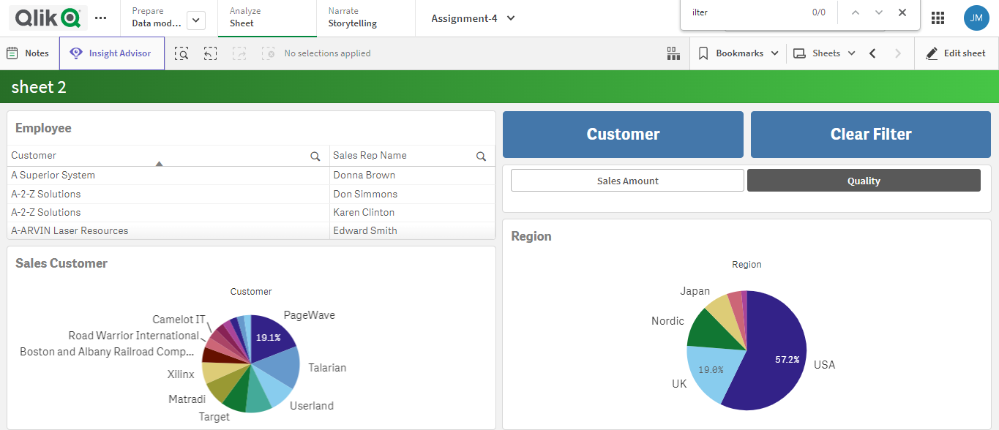 Qlik
Prepare
Data mod...
Analyze
Sheet
Narrate
Storytelling
Assignment-4
ilter
0/0
JM
Notes
Insight Advisor
No selections applied
Bookmarks
Sheets
Edit sheet
sheet 2
Employee
Customer
Sales Rep Name
A Superior System
Donna Brown
A-2-Z Solutions
Don Simmons
A-2-Z Solutions
Karen Clinton
A-ARVIN Laser Resources
Edward Smith
Customer
Clear Filter
Sales Amount
Quality
Sales Customer
Customer
PageWave
Camelot IT
19.1%
Road Warrior International
Boston and Albany Railroad Comp...
Talarian
Xilinx
Matradi
Userland
Target
Region
Region
Japan
Nordic
57.2%
USA
19.0%
UK